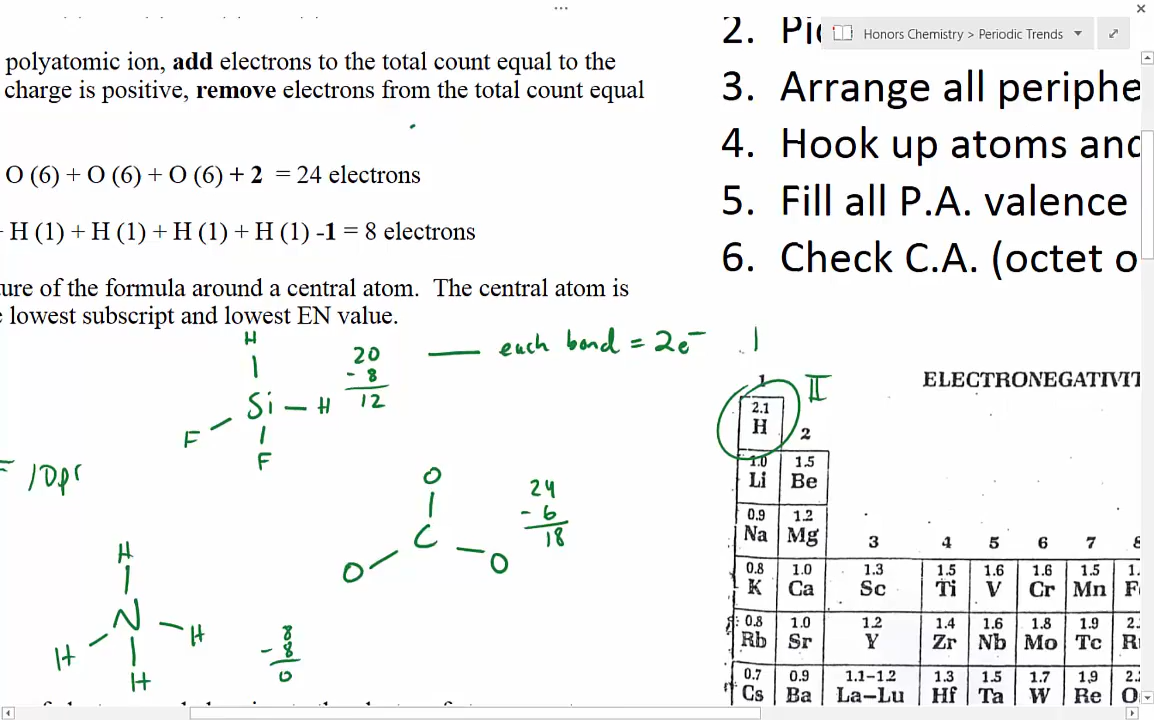 polyatomic ion, add electrons to the total count equal to the
charge is positive, remove electrons from the total count equal
O (6) + O (6) + O (6) + 2 = 24 electrons
H (1) + H (1) + H (1) + H (1) -1 = 8 electrons
ture of the formula around a central atom. The central atom is
e lowest subscript and lowest EN value.
H
Si — H
F
F
20
- 8
12
— each bond = 2e⁻
= 10pr
O
C
O
O
24
- 6
18
H
N
H
H
H
8
- 8
0
Honors Chemistry > Periodic Trends
2. Pi
3. Arrange all periphe
4. Hook up atoms and
5. Fill all P.A. valence
6. Check C.A. (octet o
I
II
ELECTRONEGATIVIT
1
2.1
H
2
1.0 1.5
Li Be
0.9 1.2
Na Mg
3 4 5 6 7 8
0.8 1.0 1.3 1.5 1.6 1.6 1.5 1.
K Ca Sc Ti V Cr Mn F
0.8 1.0 1.2 1.4 1.6 1.8 1.9 2.
Rb Sr Y Zr Nb Mo Tc R
0.7 0.9 1.1–1.2 1.3 1.5 1.7 1.9 2.
Cs Ba La–Lu Hf Ta W Re O